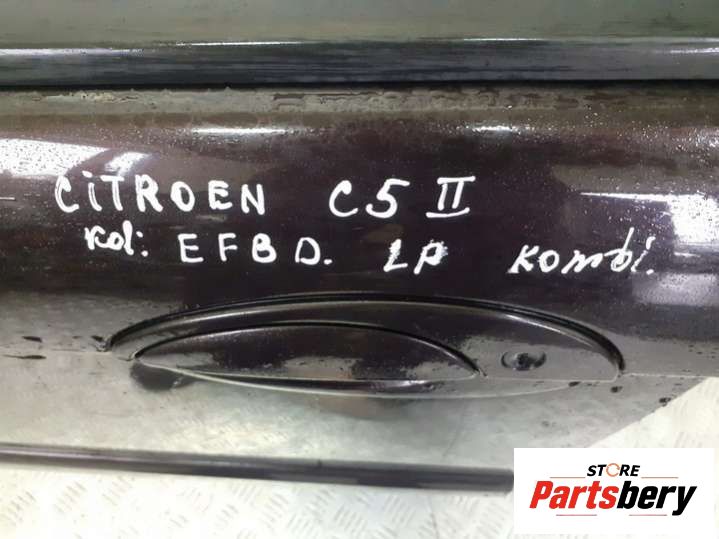 CiTROEN C5 II
Kol: EFBD. LP Kombi.
STORE
Partsbery